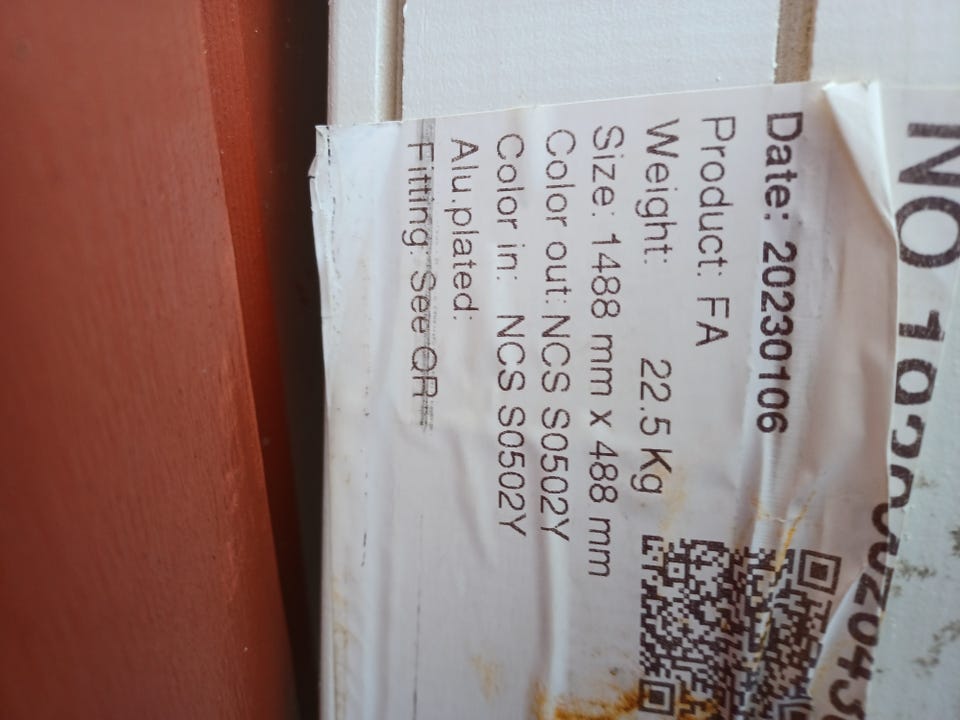 Date: 20230106
Product: FA
Weight: 22.5 Kg
Size: 1488 mm x 488 mm
Color out: NCS S0502Y
Color in: NCS S0502Y
Alu.plated:
Fitting: See QR